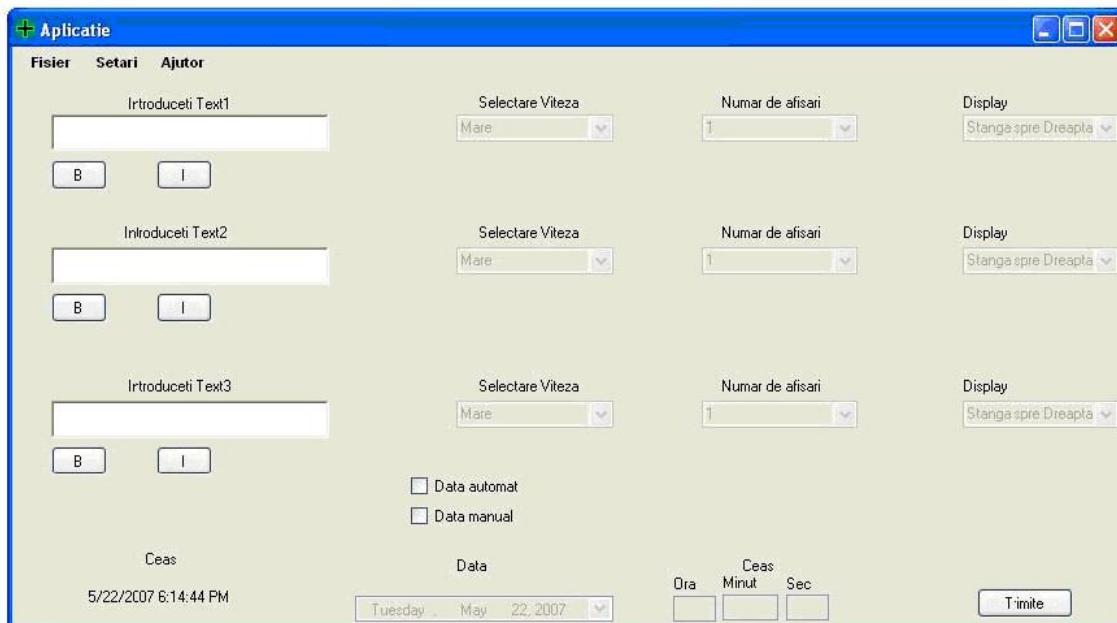 Aplicatie
Fisier Setari Ajutor
Introduceti Text1 Selectare Viteza Numar de afisari Display
Mare 1 Stanga spre Dreapta
B I
Introduceti Text2 Selectare Viteza Numar de afisari Display
Mare 1 Stanga spre Dreapta
B I
Introduceti Text3 Selectare Viteza Numar de afisari Display
Mare 1 Stanga spre Dreapta
B I
Data automat
Data manual
Ceas Data Ceas
Ora Minut Sec
5/22/2007 6:14:44 PM Tuesday , May 22, 2007 Trimite